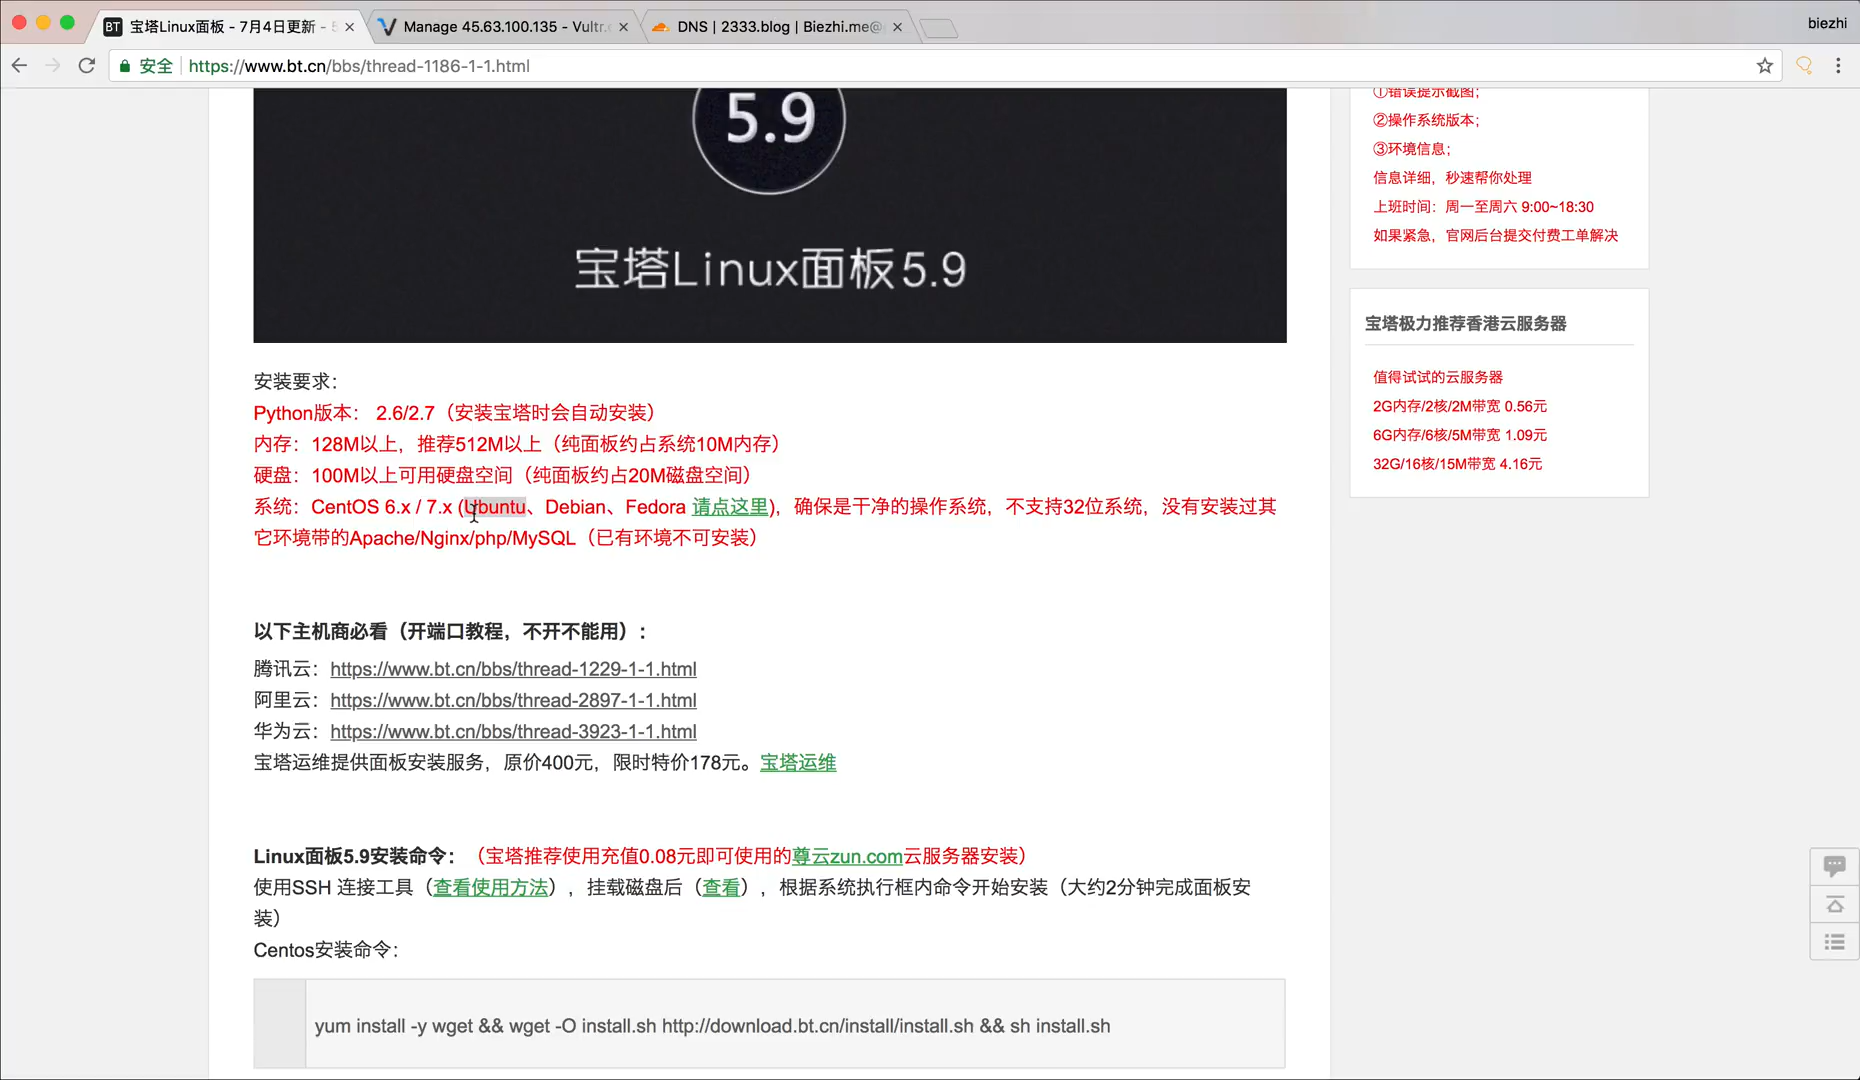 宝塔Linux面板 - 7月4日更新 - 5
Manage 45.63.100.135 - Vultr.c
DNS | 2333.blog | Biezhi.me@
biezhi
安全
https://www.bt.cn/bbs/thread-1186-1-1.html
5.9
宝塔Linux面板5.9
安装要求：
Python版本： 2.6/2.7（安装宝塔时会自动安装）
内存：128M以上，推荐512M以上（纯面板约占系统10M内存）
硬盘：100M以上可用硬盘空间（纯面板约占20M磁盘空间）
系统：CentOS 6.x / 7.x (Ubuntu、Debian、Fedora 请点这里)，确保是干净的操作系统，不支持32位系统，没有安装过其
它环境带的Apache/Nginx/php/MySQL（已有环境不可安装）
以下主机商必看（开端口教程，不开不能用）：
腾讯云：https://www.bt.cn/bbs/thread-1229-1-1.html
阿里云：https://www.bt.cn/bbs/thread-2897-1-1.html
华为云：https://www.bt.cn/bbs/thread-3923-1-1.html
宝塔运维提供面板安装服务，原价400元，限时特价178元。宝塔运维
Linux面板5.9安装命令：（宝塔推荐使用充值0.08元即可使用的尊云zun.com云服务器安装）
使用SSH 连接工具（查看使用方法），挂载磁盘后（查看），根据系统执行框内命令开始安装（大约2分钟完成面板安
装）
Centos安装命令：
yum install -y wget && wget -O install.sh http://download.bt.cn/install/install.sh && sh install.sh
①错误提示截图；
②操作系统版本；
③环境信息；
信息详细，秒速帮你处理
上班时间：周一至周六 9:00~18:30
如果紧急，官网后台提交付费工单解决
宝塔极力推荐香港云服务器
值得试试的云服务器
2G内存/2核/2M带宽 0.56元
6G内存/6核/5M带宽 1.09元
32G/16核/15M带宽 4.16元